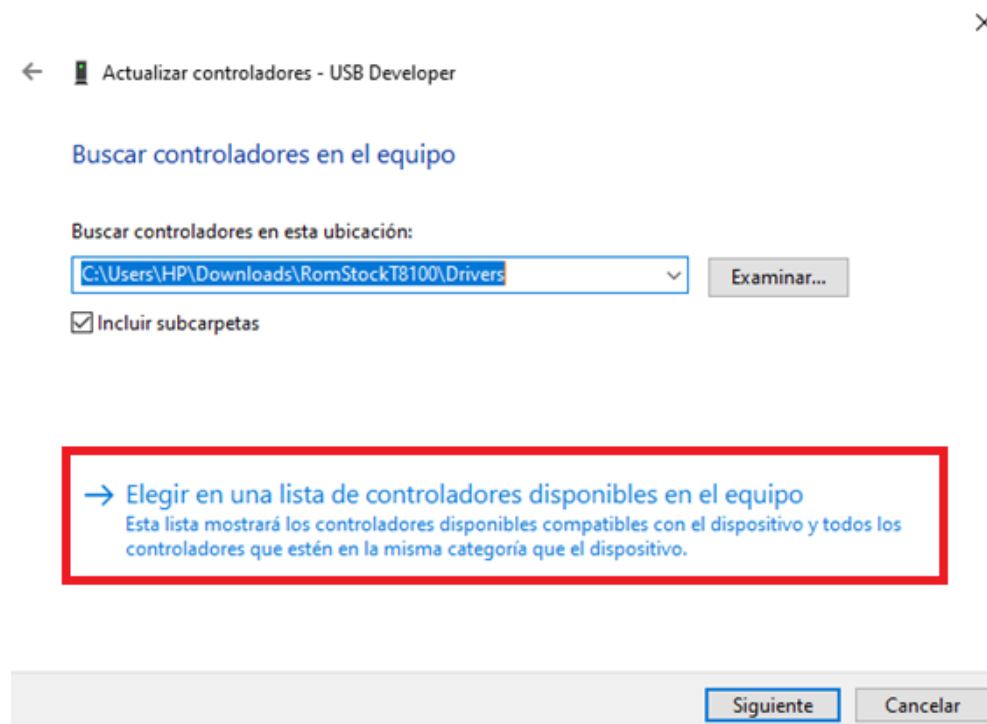 Actualizar controladores - USB Developer
Buscar controladores en el equipo
Buscar controladores en esta ubicación:
C:\Users\HP\Downloads\RomStockT8100\Drivers
Examinar...
Incluir subcarpetas
Elegir en una lista de controladores disponibles en el equipo
Esta lista mostrará los controladores disponibles compatibles con el dispositivo y todos los
controladores que estén en la misma categoría que el dispositivo.
Siguiente
Cancelar